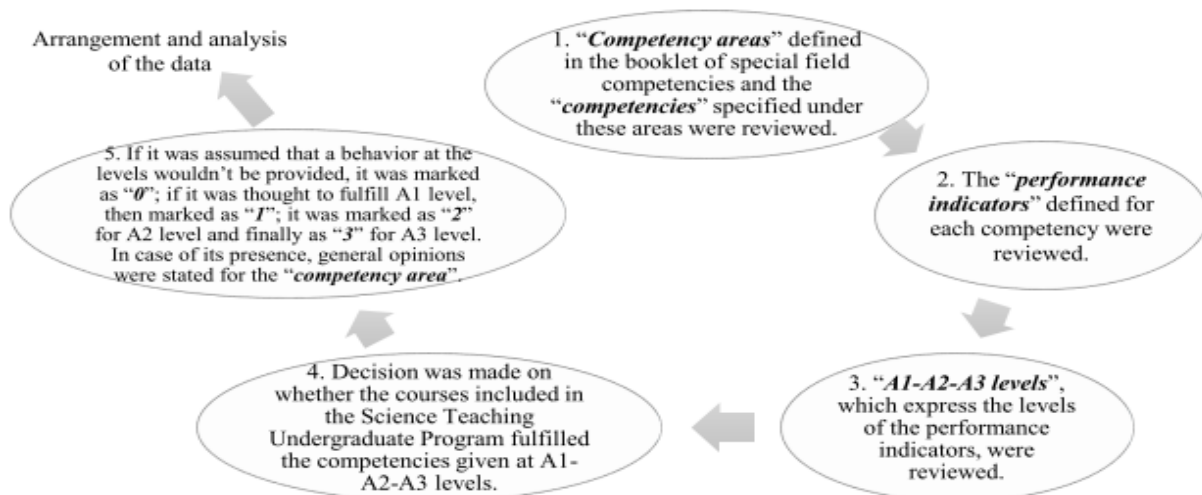 1. “Competency areas” defined
in the booklet of special field
competencies and the
“competencies” specified under
these areas were reviewed.
2. The “performance
indicators” defined for
each competency were
reviewed.
3. “A1-A2-A3 levels”,
which express the levels
of the performance
indicators, were
reviewed.
4. Decision was made on
whether the courses included in
the Science Teaching
Undergraduate Program fulfilled
the competencies given at A1-
A2-A3 levels.
5. If it was assumed that a behavior at the
levels wouldn’t be provided, it was marked
as “0”; if it was thought to fulfill A1 level,
then marked as “1”; it was marked as “2”
for A2 level and finally as “3” for A3 level.
In case of its presence, general opinions
were stated for the “competency area”.
Arrangement and analysis
of the data